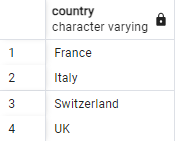 country
character varying
1 France
2 Italy
3 Switzerland
4 UK